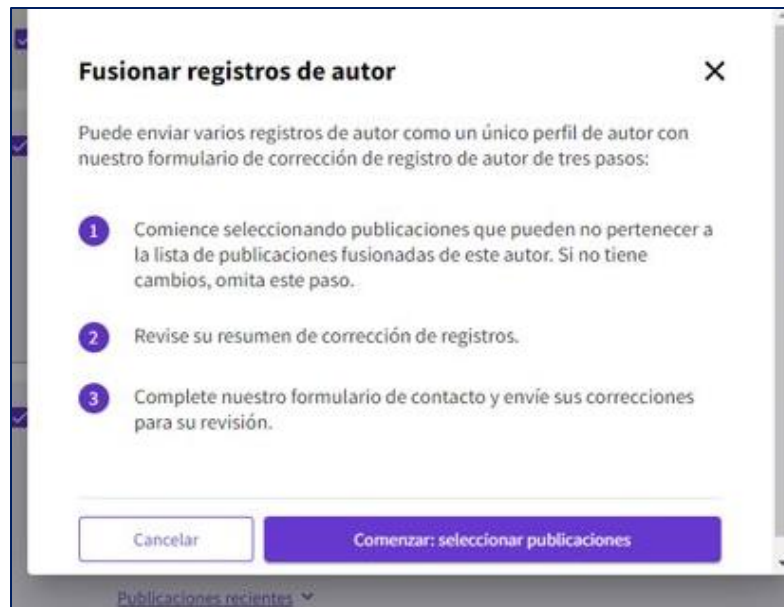 Fusionar registros de autor
Puede enviar varios registros de autor como un único perfil de autor con
nuestro formulario de corrección de registro de autor de tres pasos:
1 Comience seleccionando publicaciones que pueden no pertenecer a
la lista de publicaciones fusionadas de este autor. Si no tiene
cambios, omita este paso.
2 Revise su resumen de corrección de registros.
3 Complete nuestro formulario de contacto y envíe sus correcciones
para su revisión.
Cancelar
Comenzar: seleccionar publicaciones
Publicaciones recientes